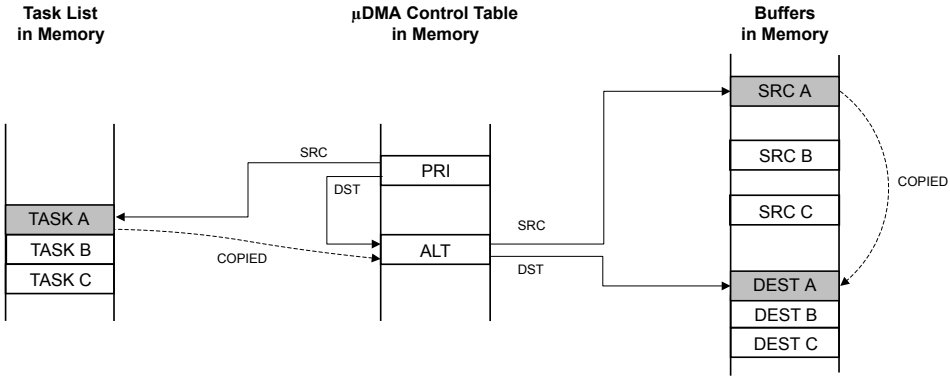 Task List
in Memory
µDMA Control Table
in Memory
Buffers
in Memory
SRC A
SRC
PRI
SRC B
DST
COPIED
SRC C
TASK A
SRC
TASK B
ALT
COPIED
DST
TASK C
DEST A
DEST B
DEST C